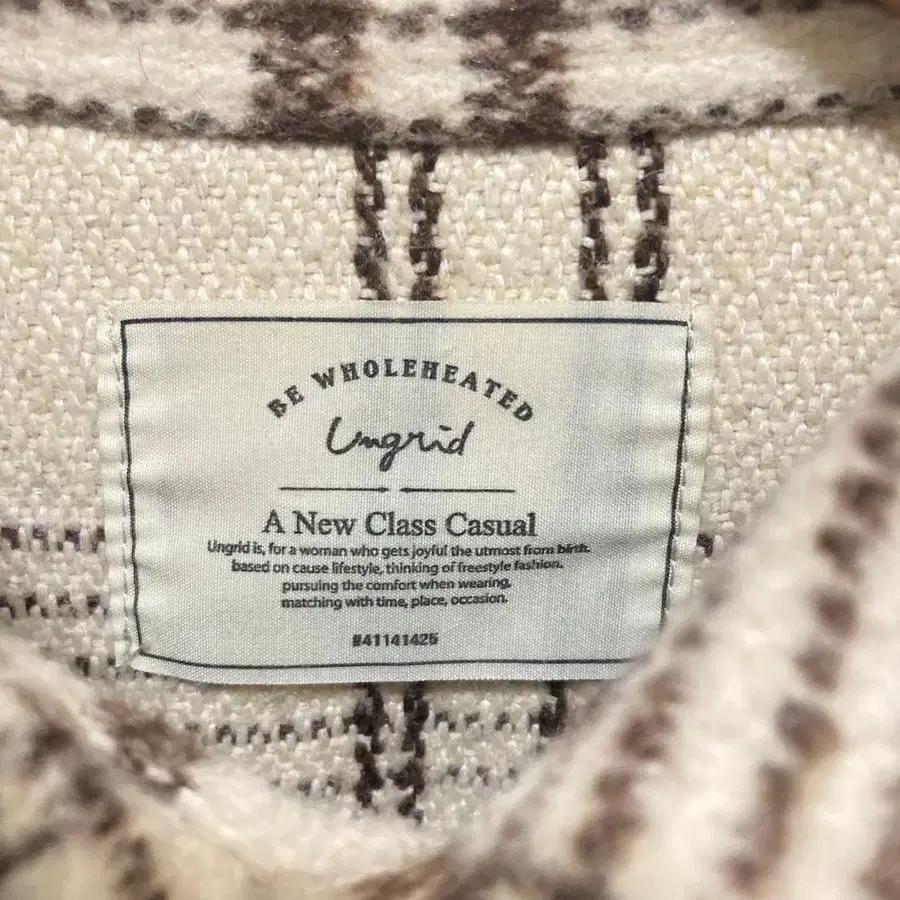 BE WHOLEHEATED
Ungrid
A New Class Casual
Ungrid is, for a woman who gets joyful the utmost from birth.
based on cause lifestyle, thinking of freestyle fashion.
pursuing the comfort when wearing,
matching with time, place, occasion.
#41141425